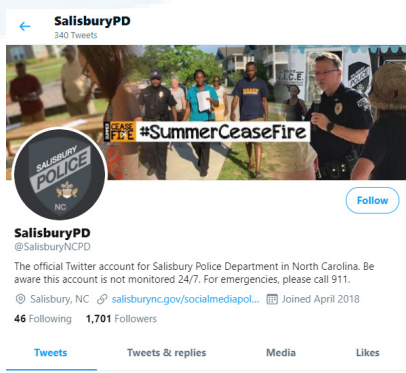 SalisburyPD
340 Tweets
POLICE
CEASE
FIRE
#SummerCeaseFire
SALISBURY
POLICE
NC
Follow
SalisburyPD
@SalisburyNCPD
The official Twitter account for Salisbury Police Department in North Carolina. Be
aware this account is not monitored 24/7. For emergencies, please call 911.
Salisbury, NC salisburync.gov/socialmediapol... Joined April 2018
46 Following 1,701 Followers
Tweets Tweets & replies Media Likes